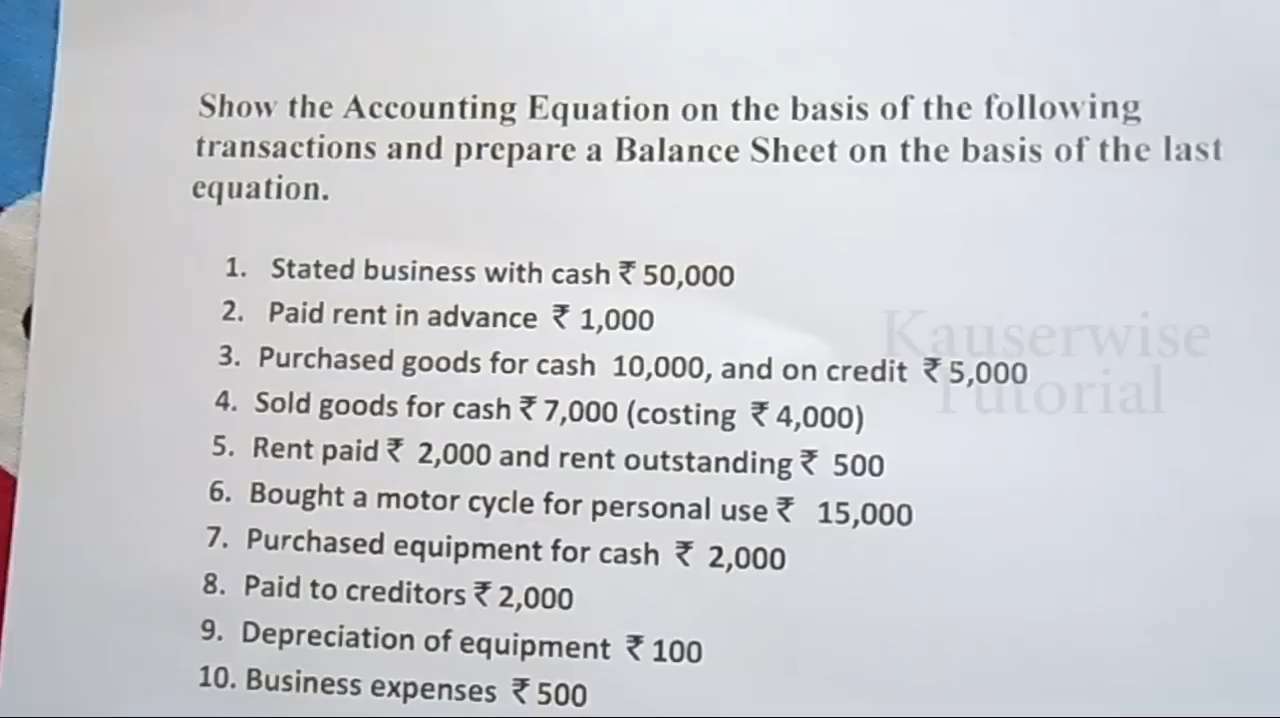 Show the Accounting Equation on the basis of the following
transactions and prepare a Balance Sheet on the basis of the last
equation.
1. Stated business with cash ₹ 50,000
2. Paid rent in advance ₹ 1,000
3. Purchased goods for cash 10,000, and on credit ₹ 5,000
4. Sold goods for cash ₹ 7,000 (costing ₹ 4,000)
5. Rent paid ₹ 2,000 and rent outstanding ₹ 500
6. Bought a motor cycle for personal use ₹ 15,000
7. Purchased equipment for cash ₹ 2,000
8. Paid to creditors ₹ 2,000
9. Depreciation of equipment ₹ 100
10. Business expenses ₹ 500
Kauserwise
Tutorial